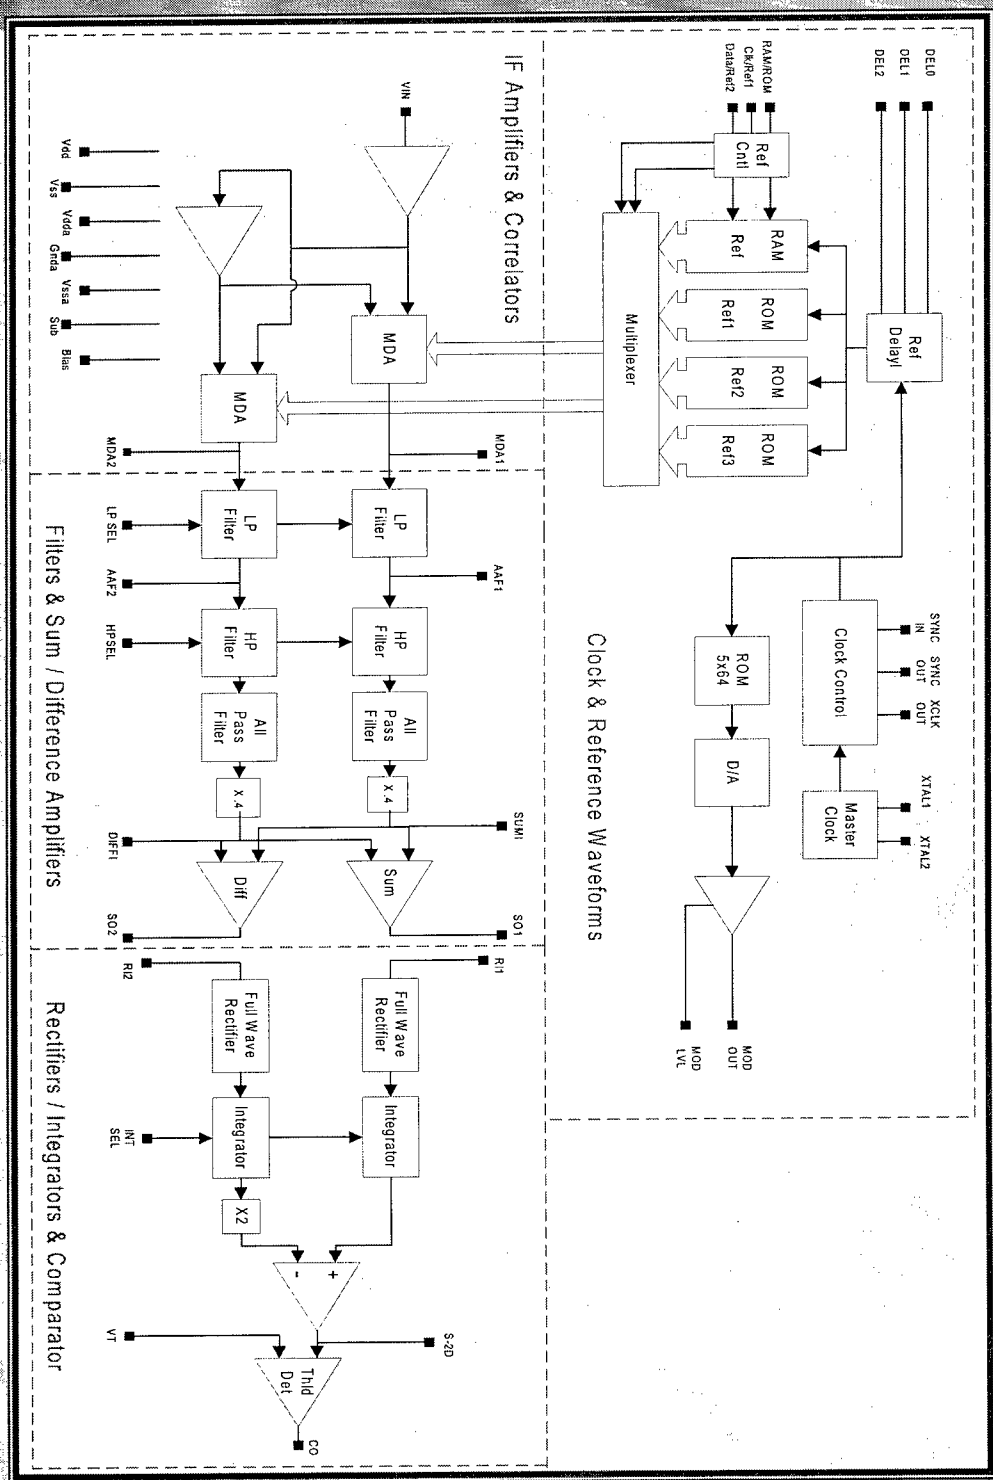 DEL0
DEL1
DEL2
RAM/ROM
Clk/Ref1
Data/Ref2
Ref
Cntl
RAM
Ref
ROM
Ref1
ROM
Ref2
ROM
Ref3
Multiplexer
Ref
Delay
SYNC
IN
SYNC
OUT
XCLK
OUT
Clock Control
XTAL1
XTAL2
Master
Clock
ROM
5x64
D/A
MOD
OUT
MOD
LVL
Clock & Reference Waveforms
IF Amplifiers & Correlators
VIN
MDA
MDA
Vdd
Vss
Vdda
Gnda
Vssa
Sub
Bias
MDA1
MDA2
LP
Filter
LP
Filter
LP SEL
AAF1
AAF2
HP
Filter
HP
Filter
HPSEL
All
Pass
Filter
All
Pass
Filter
X.4
X.4
SUMI
DIFFI
Sum
Diff
SO1
SO2
Filters & Sum / Difference Amplifiers
RI1
RI2
Full Wave
Rectifier
Full Wave
Rectifier
Integrator
Integrator
INT
SEL
X2
+
-
S-2D
VT
Thld
Det
CO
Rectifiers / Integrators & Comparator